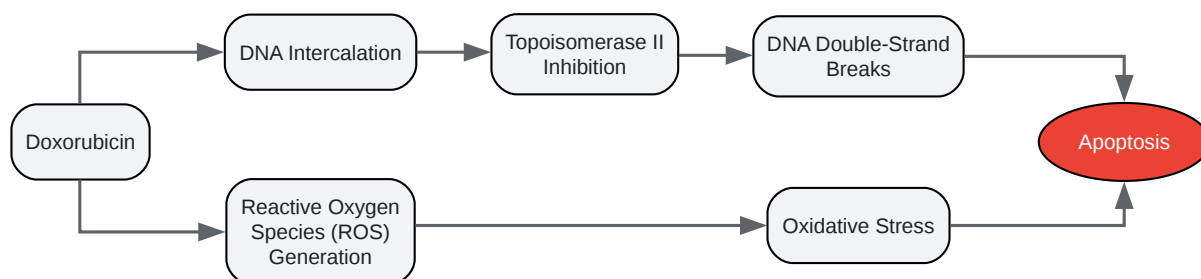 DNA Intercalation
Topoisomerase II
Inhibition
DNA Double-Strand
Breaks
Doxorubicin
Apoptosis
Reactive Oxygen
Species (ROS)
Generation
Oxidative Stress